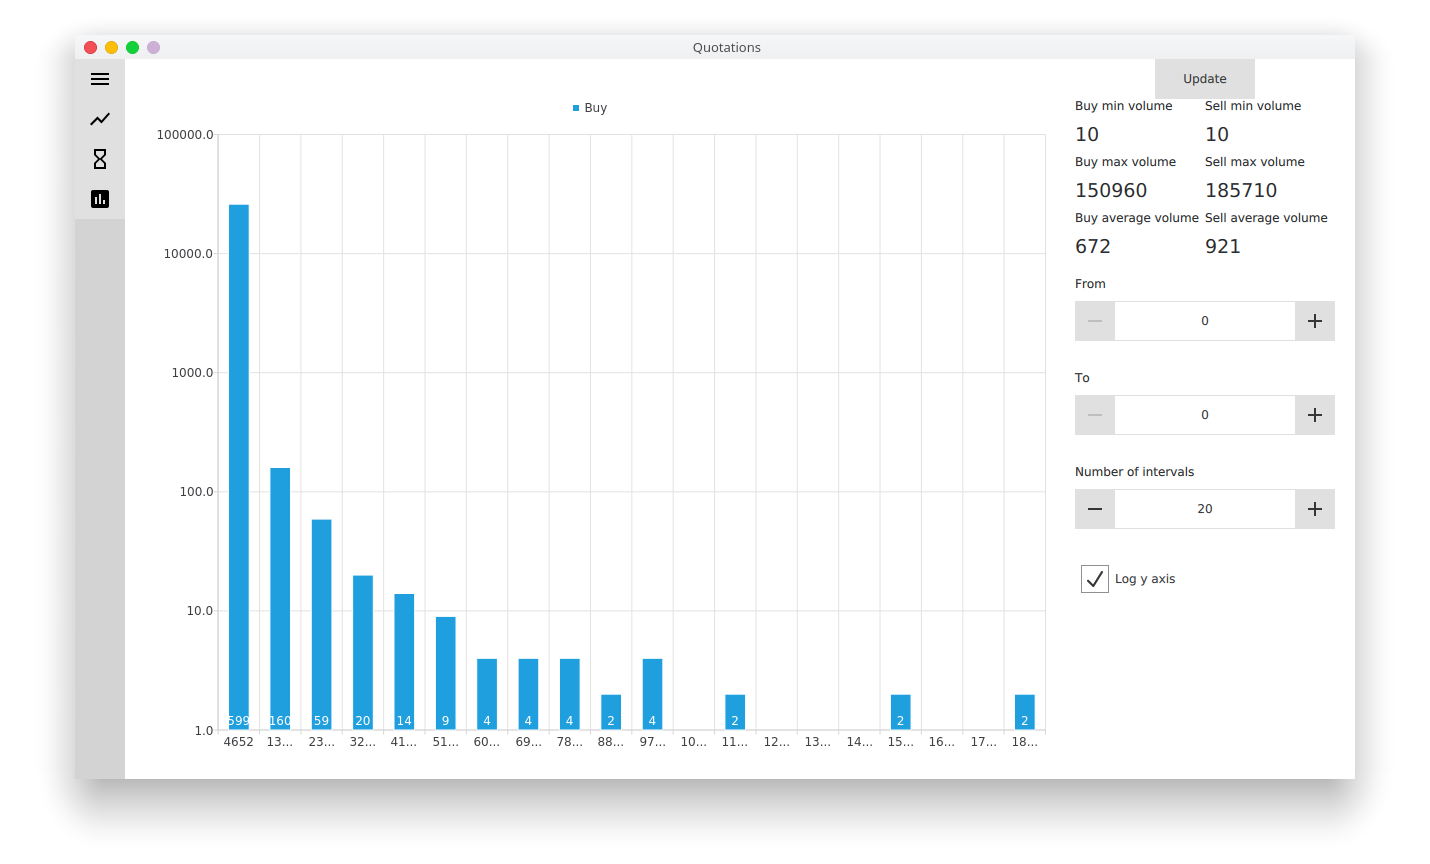 Quotations
Update
Buy
Buy min volume Sell min volume
10 10
Buy max volume Sell max volume
150960 185710
Buy average volume Sell average volume
672 921
From
0
To
0
Number of intervals
20
Log y axis
100000.0
10000.0
1000.0
100.0
10.0
1.0
599 160 59 20 14 9 4 4 4 2 4 2 2 2
4652 13... 23... 32... 41... 51... 60... 69... 78... 88... 97... 10... 11... 12... 13... 14... 15... 16... 17... 18...